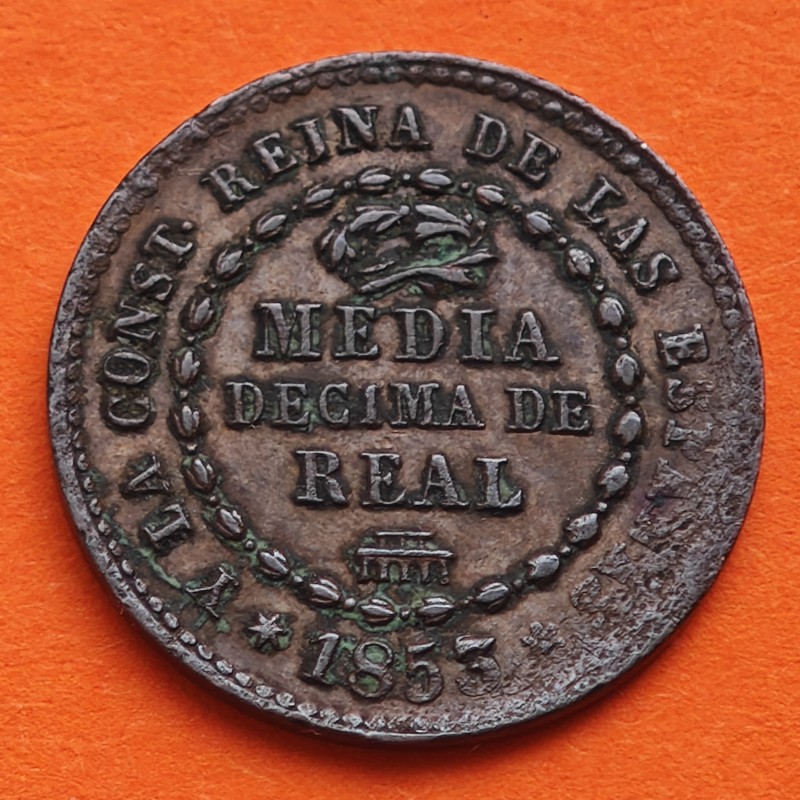 Y LA CONST. REINA DE LAS ESPAÑAS
MEDIA
DECIMA DE
REAL
* 1853 *